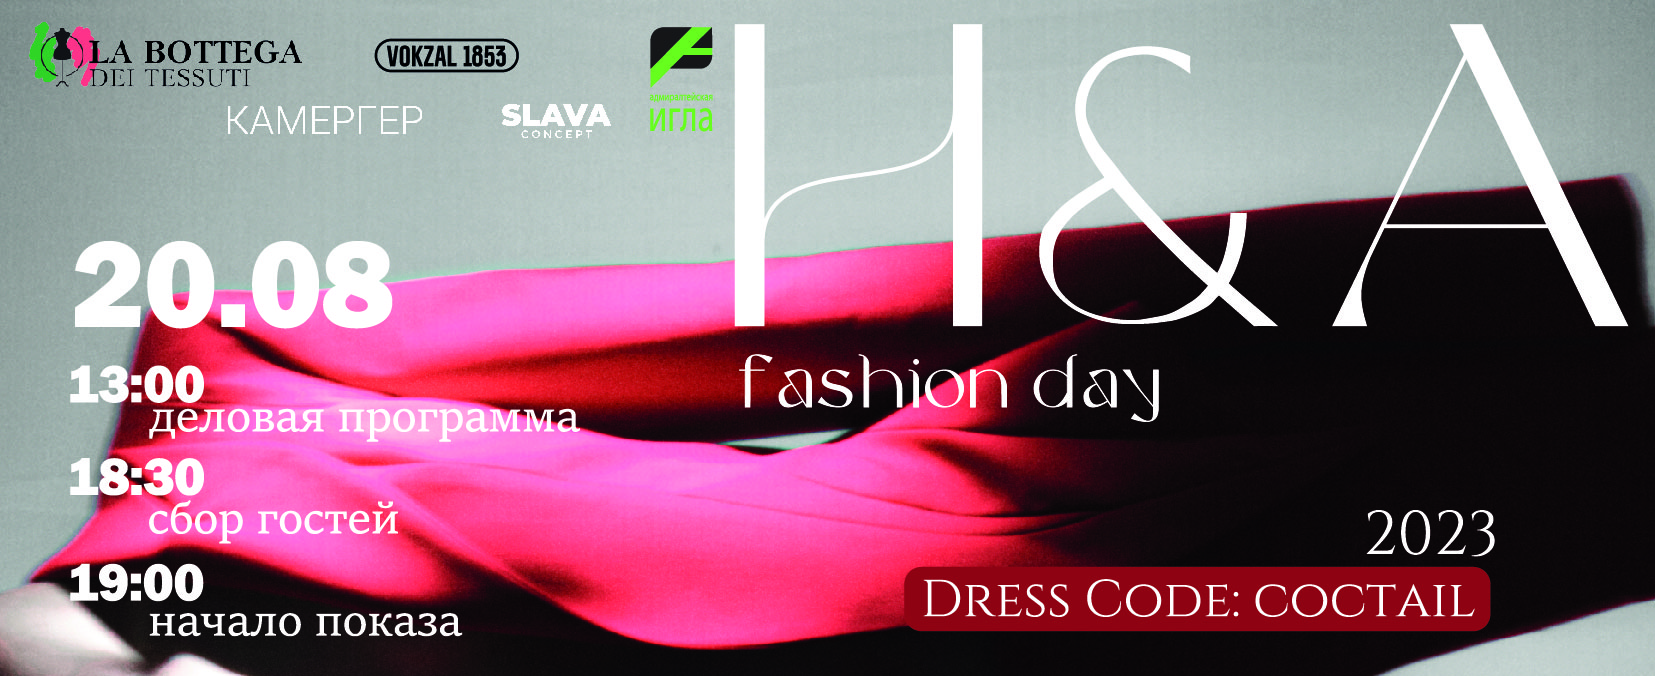 LA BOTTEGA
DEI TESSUTI
VOKZAL 1853
КАМЕРГЕР
SLAVA
CONCEPT
Адмиралтейская
игла
H&A
fashion day
20.08
13:00
деловая программа
18:30
сбор гостей
19:00
начало показа
2023
Dress Code: coctail